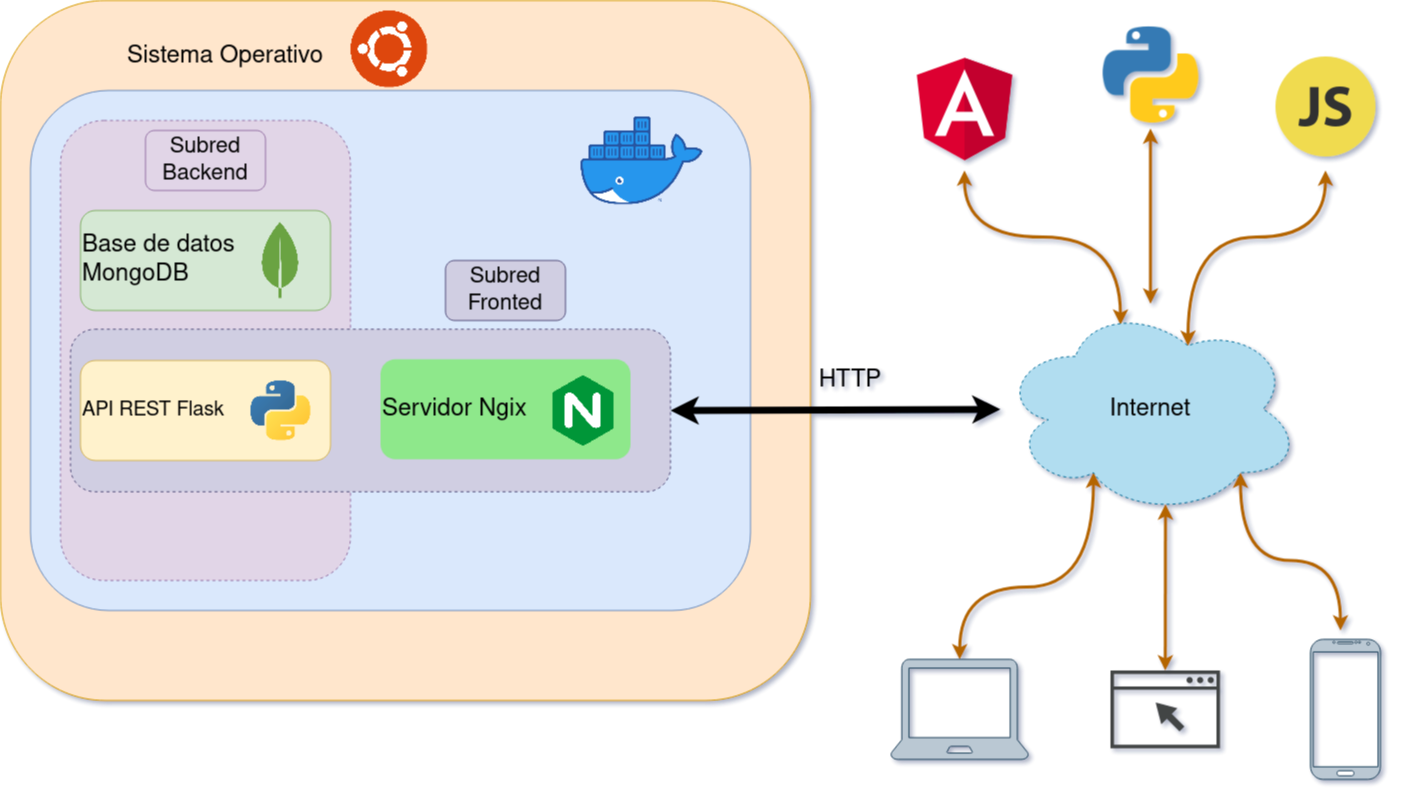 Sistema Operativo
Subred
Backend
Base de datos
MongoDB
Subred
Fronted
API REST Flask
Servidor Ngix
N
HTTP
A
JS
Internet